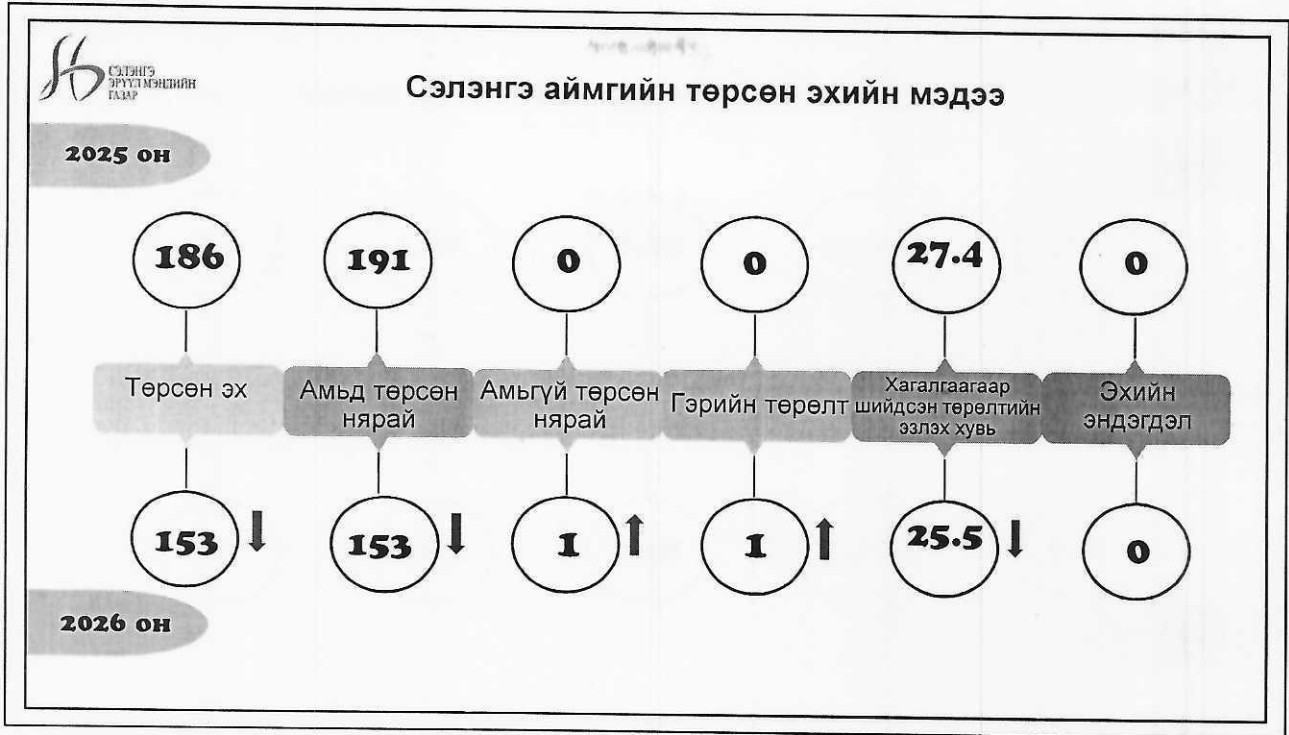 СЭЛЭНГЭ
ЭРҮҮЛ МЭНДИЙН
ГАЗАР
Сэлэнгэ аймгийн төрсөн эхийн мэдээ
2025 он
186 191 0 0 27.4 0
Төрсөн эх
Амьд төрсөн
нярай
Амьгүй төрсөн
нярай
Гэрийн төрөлт
Хагалгаагаар
шийдсэн төрөлтийн
эзлэх хувь
Эхийн
эндэгдэл
153 153 1 1 25.5 0
2026 он